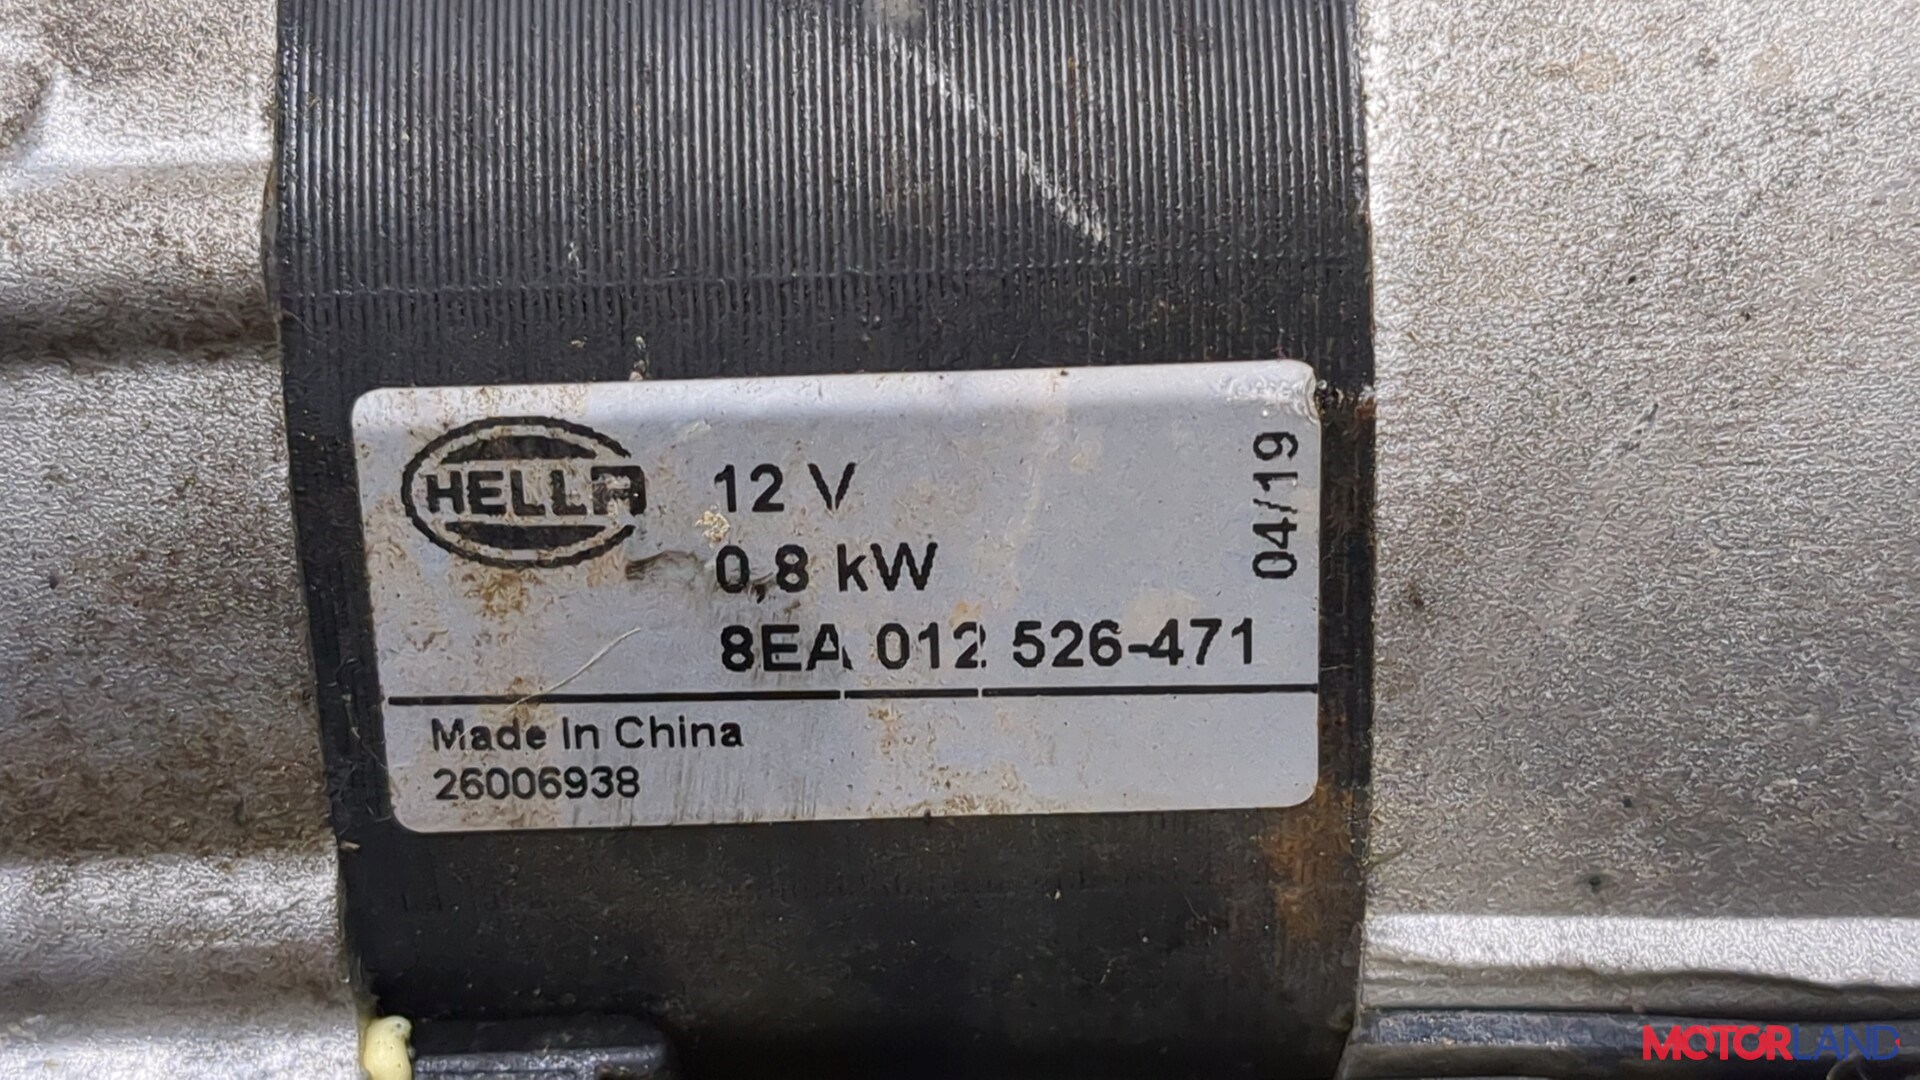 HELLA
12 V
0,8 kW
8EA 012 526-471
04/19
Made In China
26006938
MOTORLAND